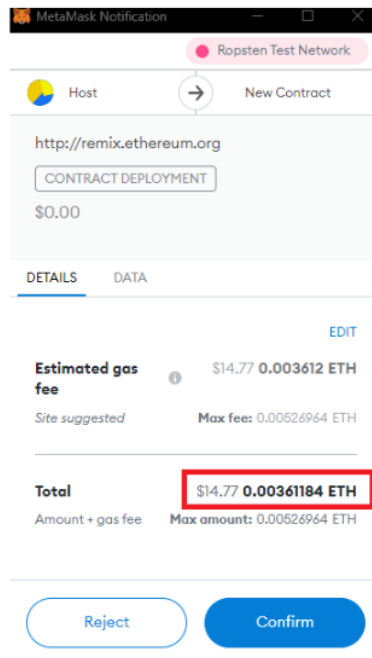 MetaMask Notification
Ropsten Test Network
Host New Contract
http://remix.ethereum.org
CONTRACT DEPLOYMENT
$0.00
DETAILS DATA
EDIT
Estimated gas fee $14.77 0.003612 ETH
Site suggested Max fee: 0.00526964 ETH
Total $14.77 0.00361184 ETH
Amount + gas fee Max amount: 0.00526964 ETH
Reject Confirm